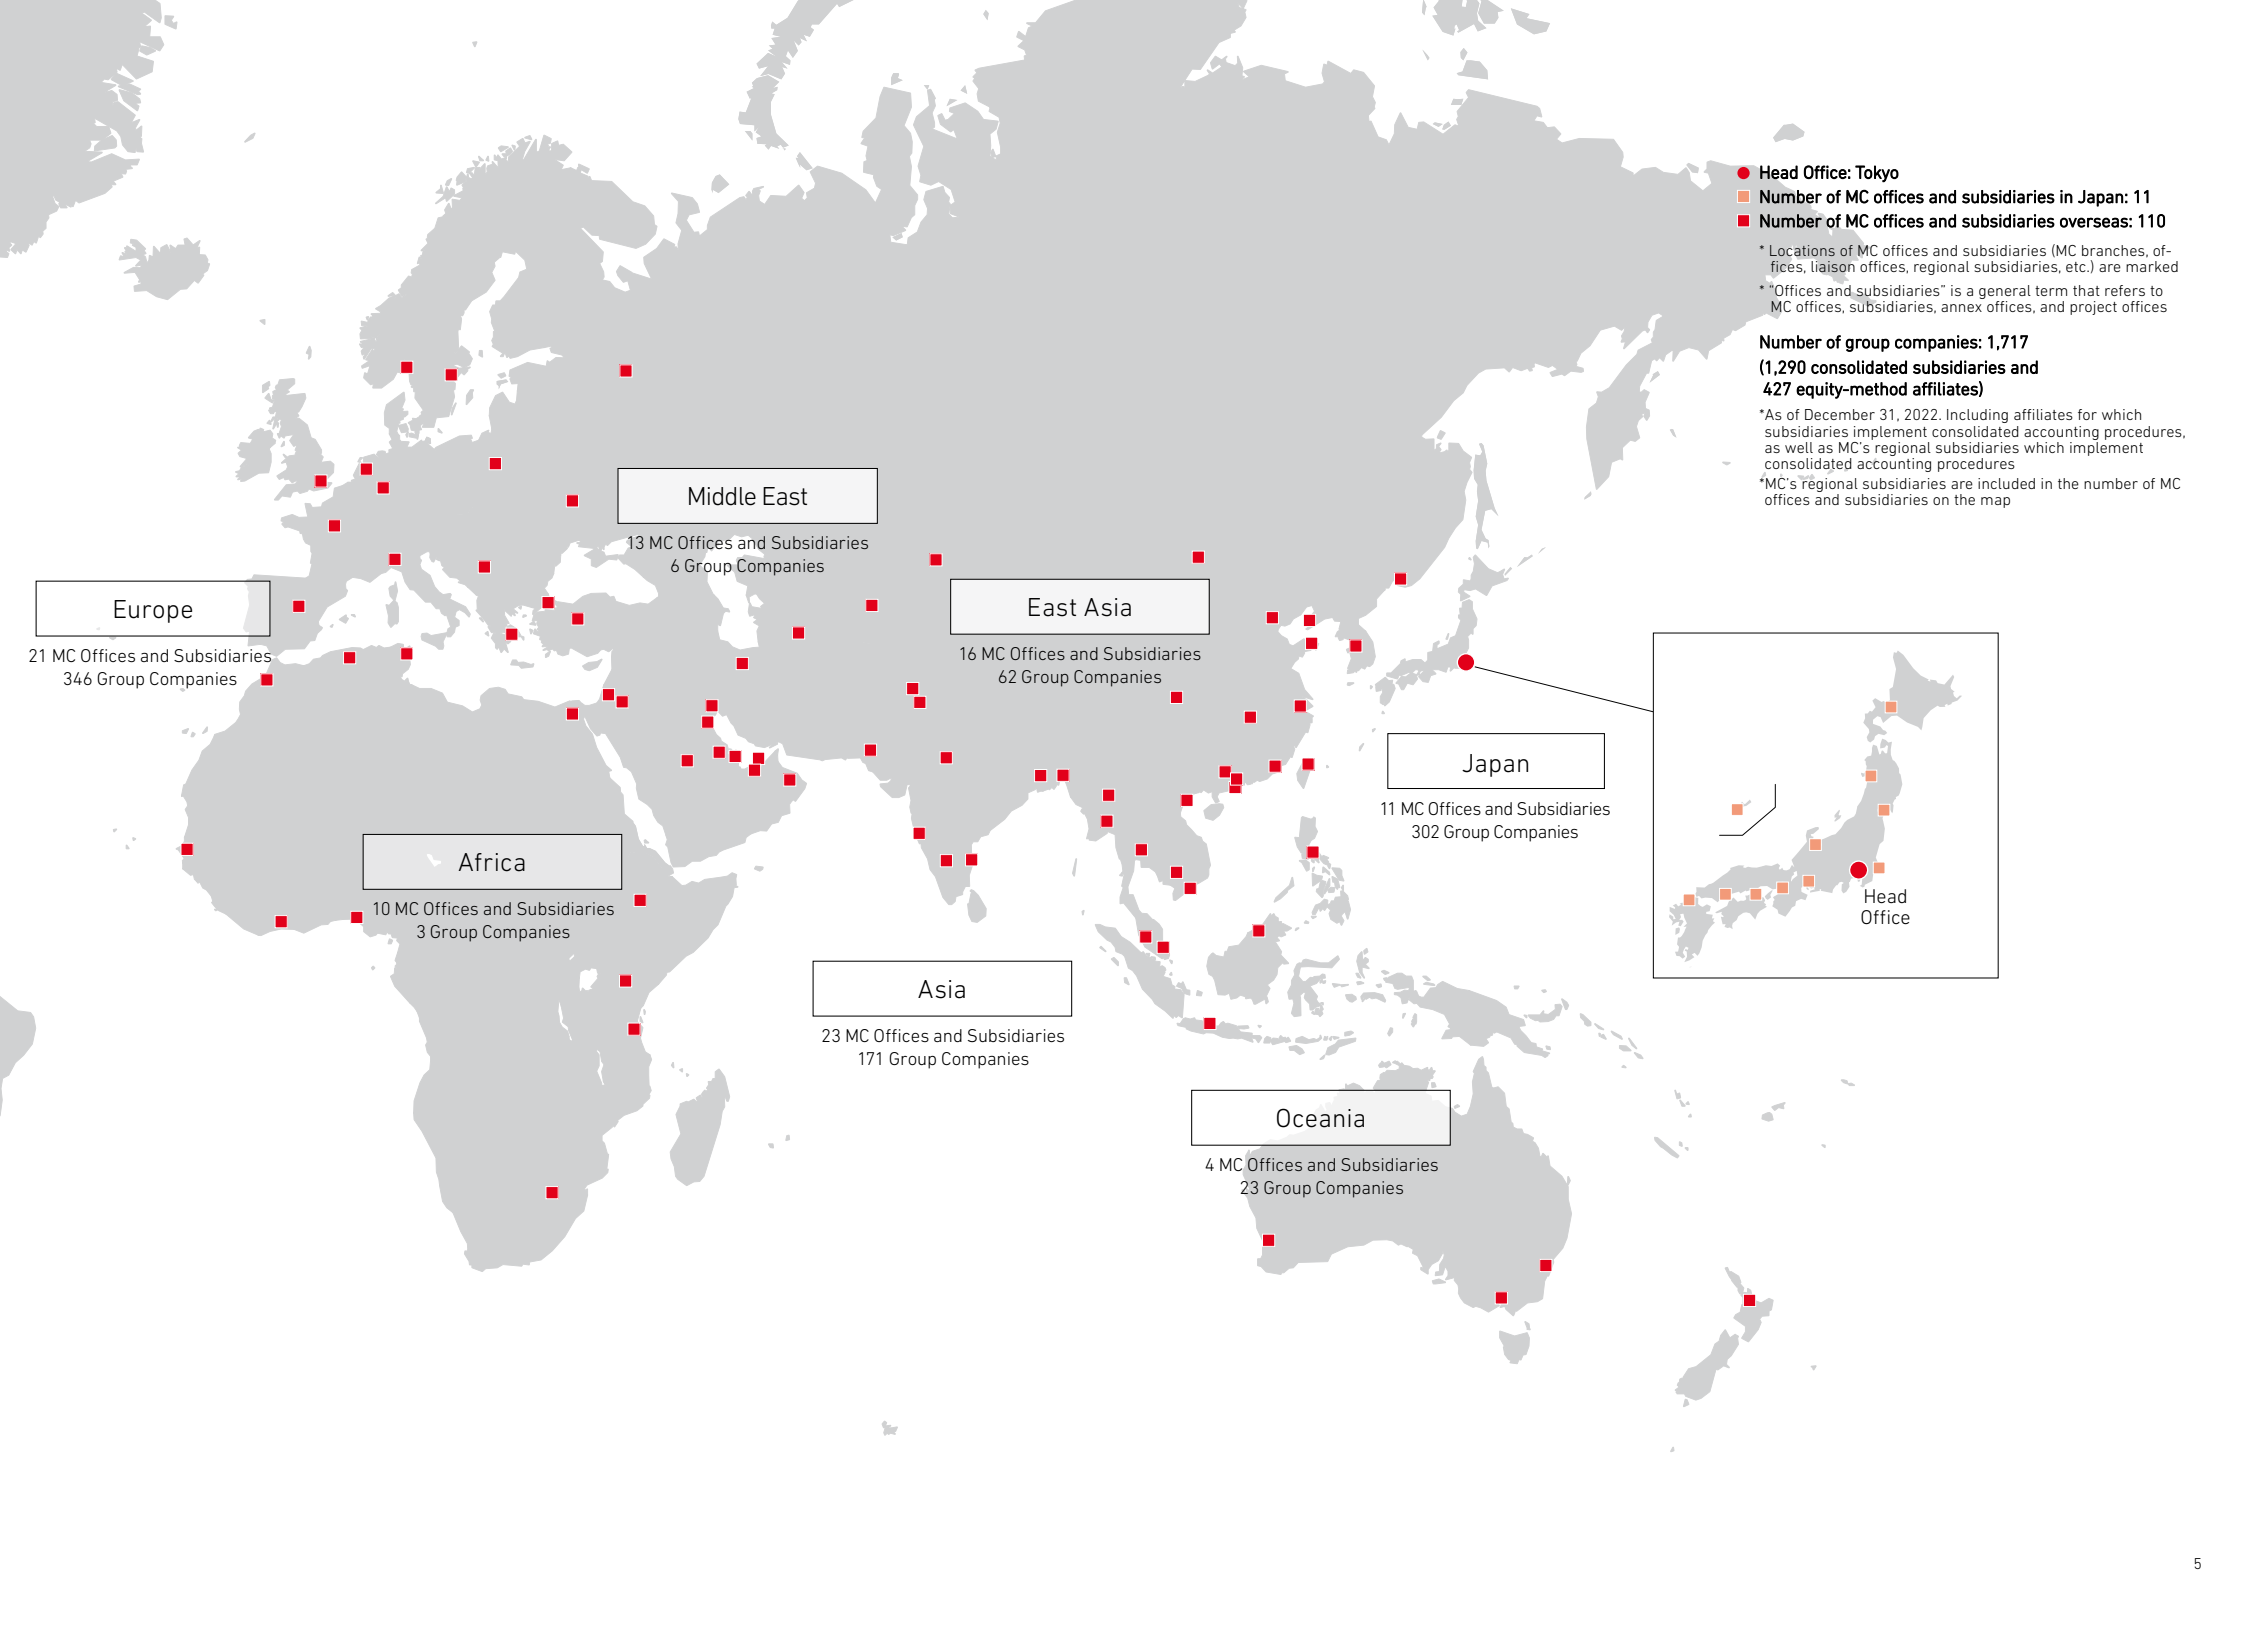 Head Office: Tokyo
Number of MC offices and subsidiaries in Japan: 11
Number of MC offices and subsidiaries overseas: 110
* Locations of MC offices and subsidiaries (MC branches, of-
fices, liaison offices, regional subsidiaries, etc.) are marked
* “Offices and subsidiaries” is a general term that refers to
MC offices, subsidiaries, annex offices, and project offices
Number of group companies: 1,717
(1,290 consolidated subsidiaries and
427 equity-method affiliates)
*As of December 31, 2022. Including affiliates for which
subsidiaries implement consolidated accounting procedures,
as well as MC’s regional subsidiaries which implement
consolidated accounting procedures
*MC’s regional subsidiaries are included in the number of MC
offices and subsidiaries on the map
Middle East
13 MC Offices and Subsidiaries
6 Group Companies
Europe
21 MC Offices and Subsidiaries
346 Group Companies
East Asia
16 MC Offices and Subsidiaries
62 Group Companies
Japan
11 MC Offices and Subsidiaries
302 Group Companies
Head
Office
Africa
10 MC Offices and Subsidiaries
3 Group Companies
Asia
23 MC Offices and Subsidiaries
171 Group Companies
Oceania
4 MC Offices and Subsidiaries
23 Group Companies
5